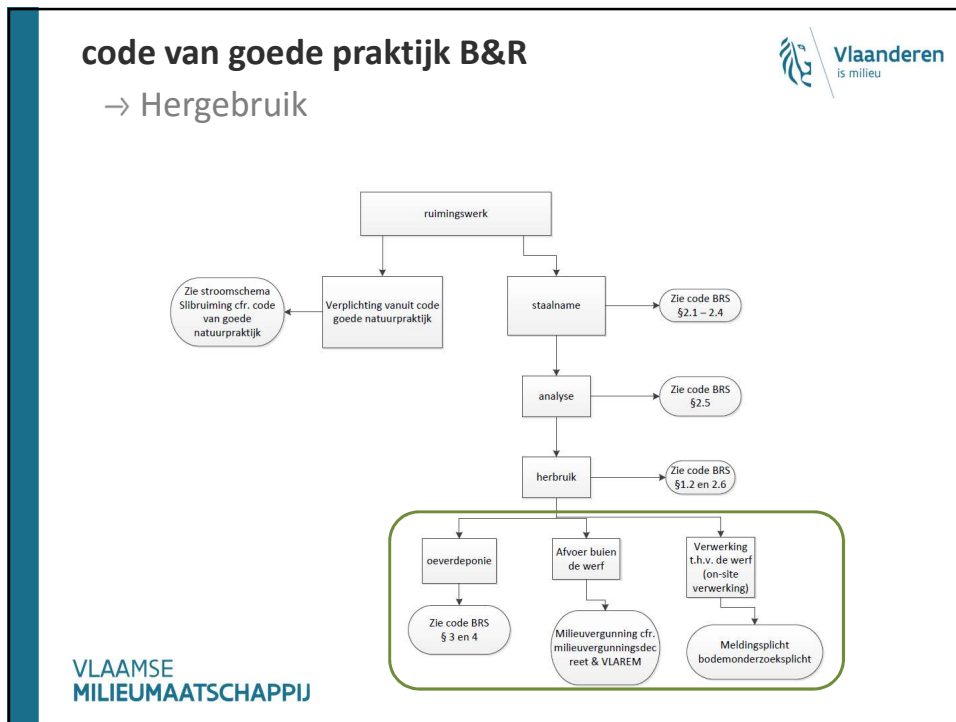 code van goede praktijk B&R
→ Hergebruik
Vlaanderen
is milieu
ruimingswerk
Zie stroomschema
Slibruiming cfr. code
van goede
natuurpraktijk
Verplichting vanuit code
goede natuurpraktijk
staalname
Zie code BRS
§2.1 – 2.4
analyse
Zie code BRS
§2.5
herbruik
Zie code BRS
§1.2 en 2.6
oeverdeponie
Afvoer buien
de werf
Verwerking
t.h.v. de werf
(on-site
verwerking)
Zie code BRS
§ 3 en 4
Milieuvergunning cfr.
milieuvergunningsdec
reet & VLAREM
Meldingsplicht
bodemonderzoeksplicht
VLAAMSE
MILIEUMAATSCHAPPIJ